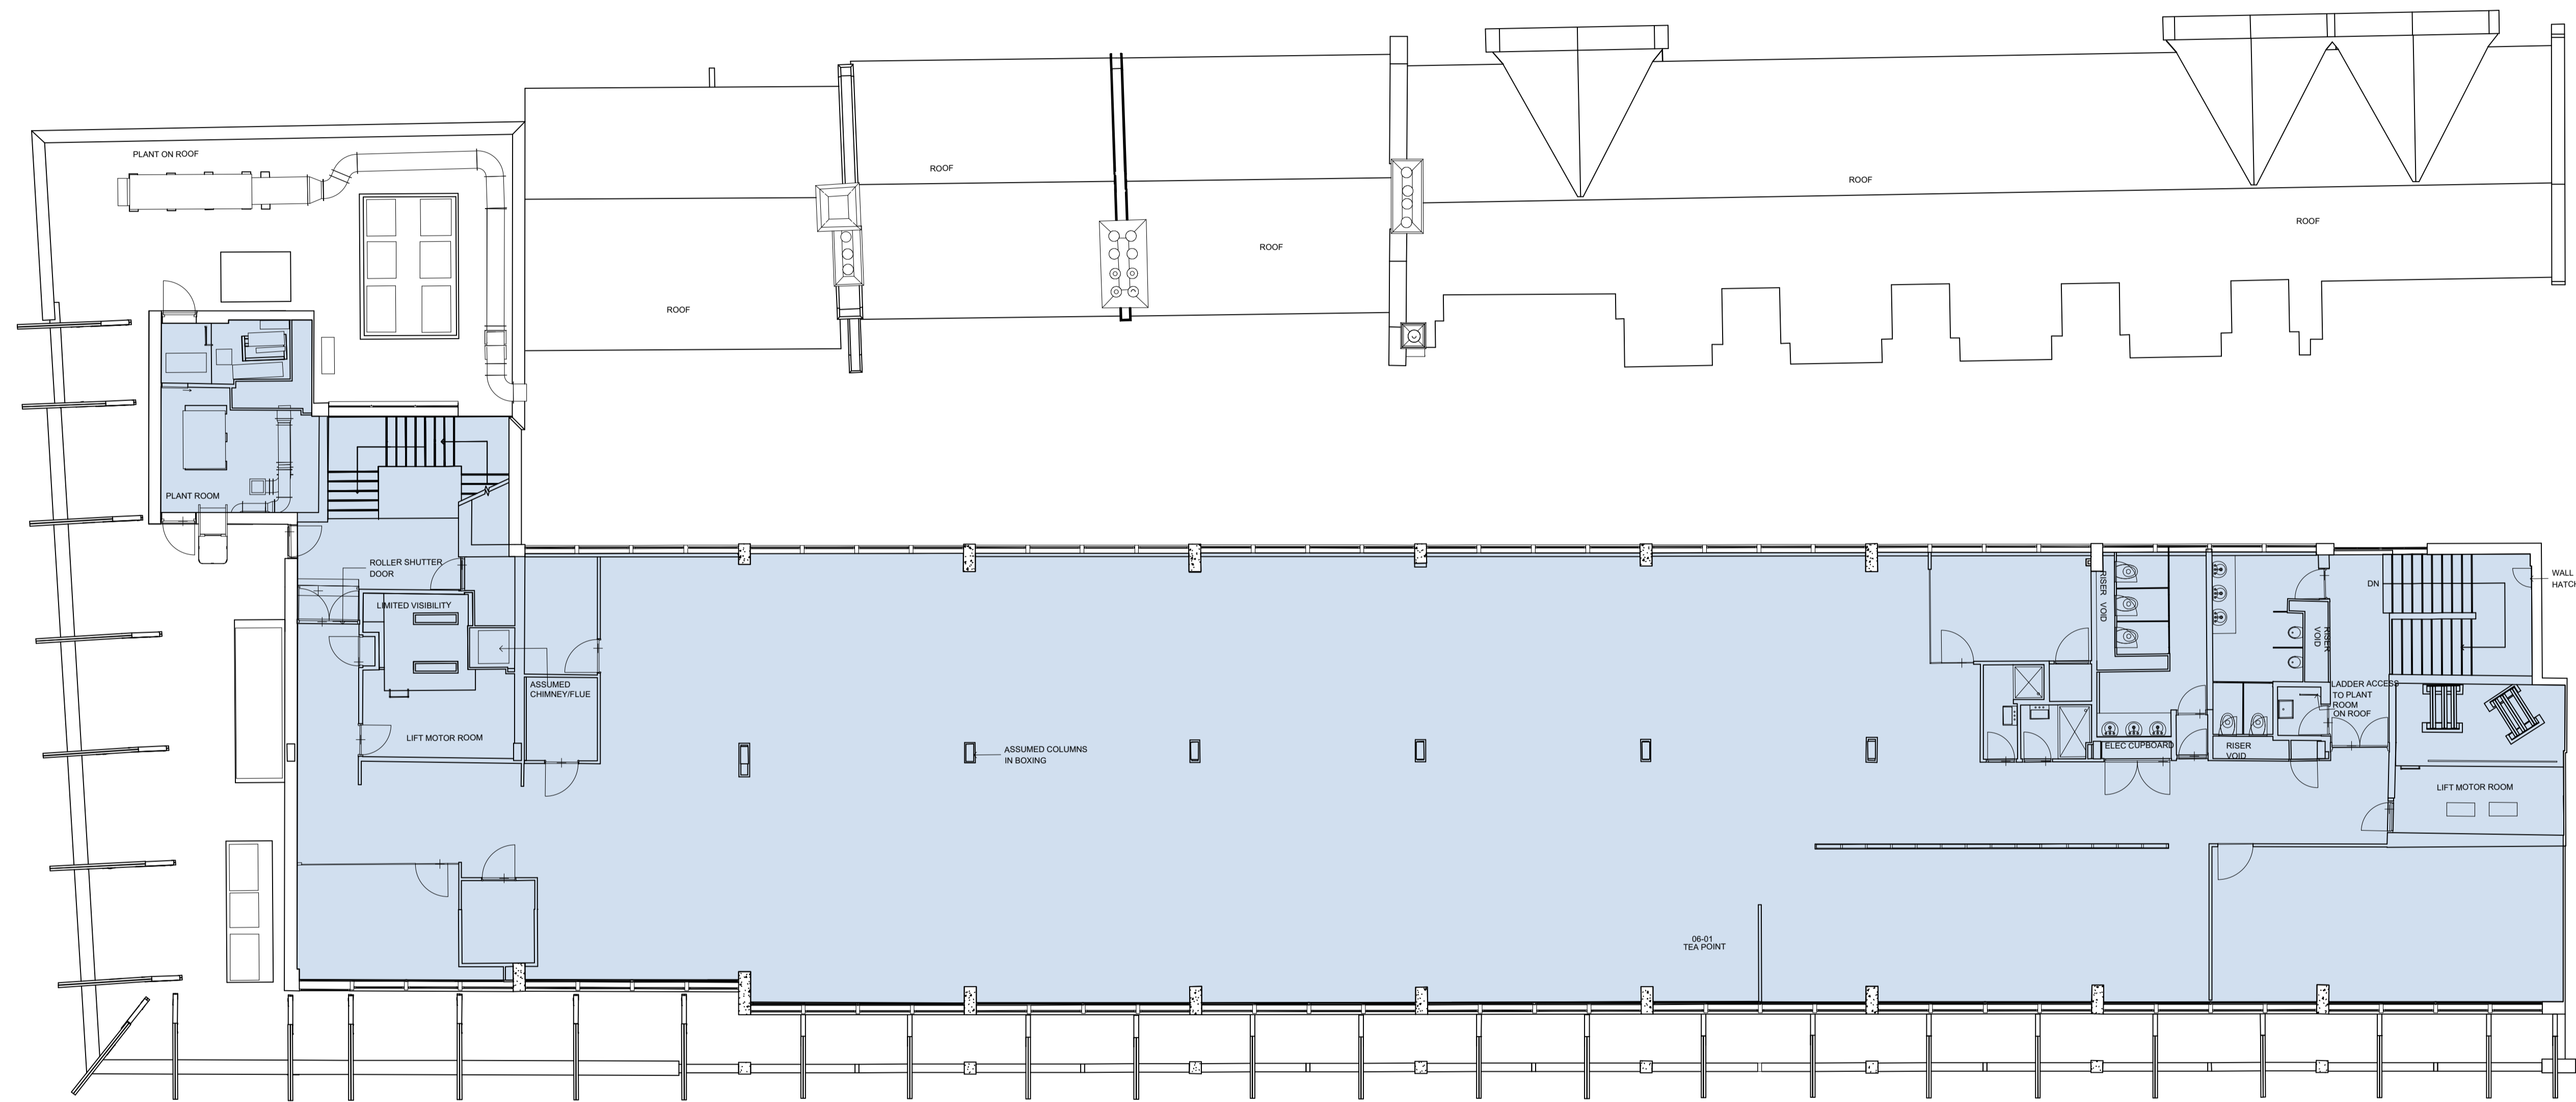 PLANT ON ROOF
ROOF
ROOF
ROOF
ROOF
ROOF
PLANT ROOM
ROLLER SHUTTER
DOOR
LIMITED VISIBILITY
LIFT MOTOR ROOM
ASSUMED
CHIMNEY/FLUE
ASSUMED COLUMNS
IN BOXING
06-01
TEA POINT
RISER VOID
ELEC CUPBOARD
RISER
VOID
RISER
VOID
DN
WALL
HATCH
LADDER ACCESS
TO PLANT
ROOM
ON ROOF
LIFT MOTOR ROOM